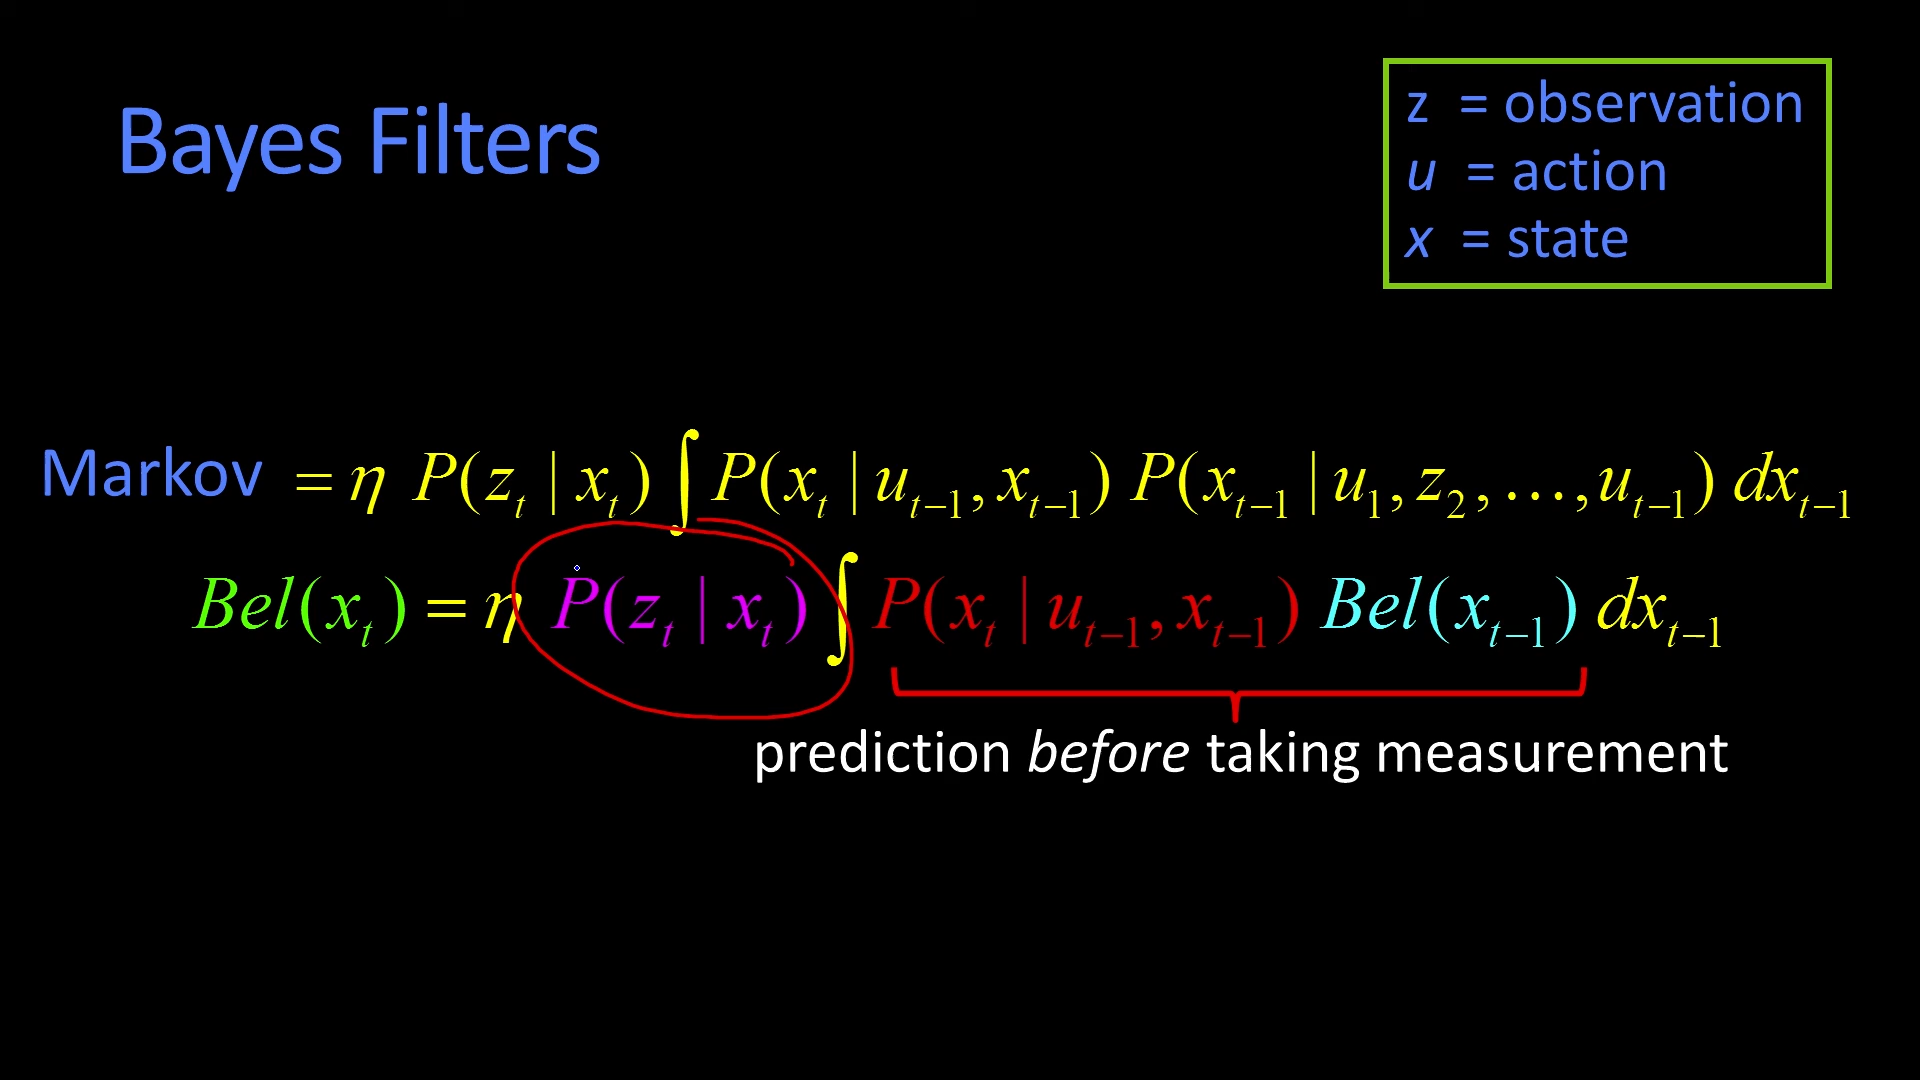 Bayes Filters
z = observation
u = action
x = state
Markov = η P(z_t | x_t) ∫ P(x_t | u_{t−1}, x_{t−1}) P(x_{t−1} | u_1, z_2, …, u_{t−1}) dx_{t−1}
Bel(x_t) = η P(z_t | x_t) ∫ P(x_t | u_{t−1}, x_{t−1}) Bel(x_{t−1}) dx_{t−1}
prediction before taking measurement